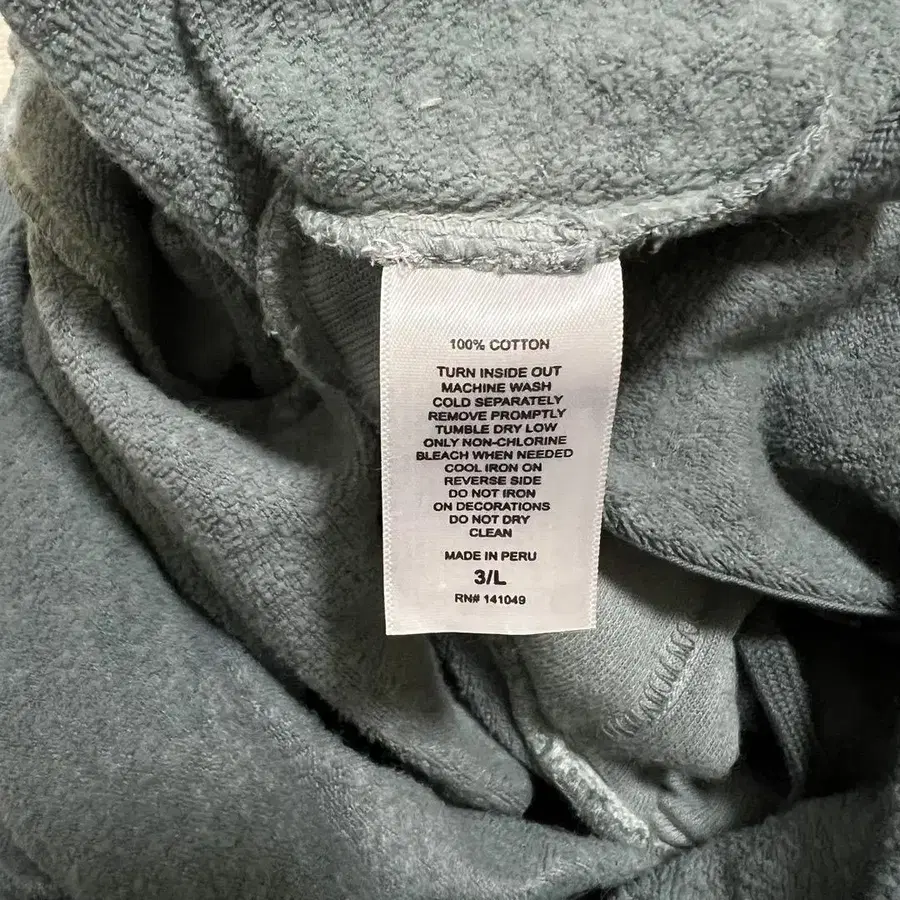 100% COTTON
TURN INSIDE OUT
MACHINE WASH
COLD SEPARATELY
REMOVE PROMPTLY
TUMBLE DRY LOW
ONLY NON-CHLORINE
BLEACH WHEN NEEDED
COOL IRON ON
REVERSE SIDE
DO NOT IRON
ON DECORATIONS
DO NOT DRY
CLEAN
MADE IN PERU
3/L
RN# 141049